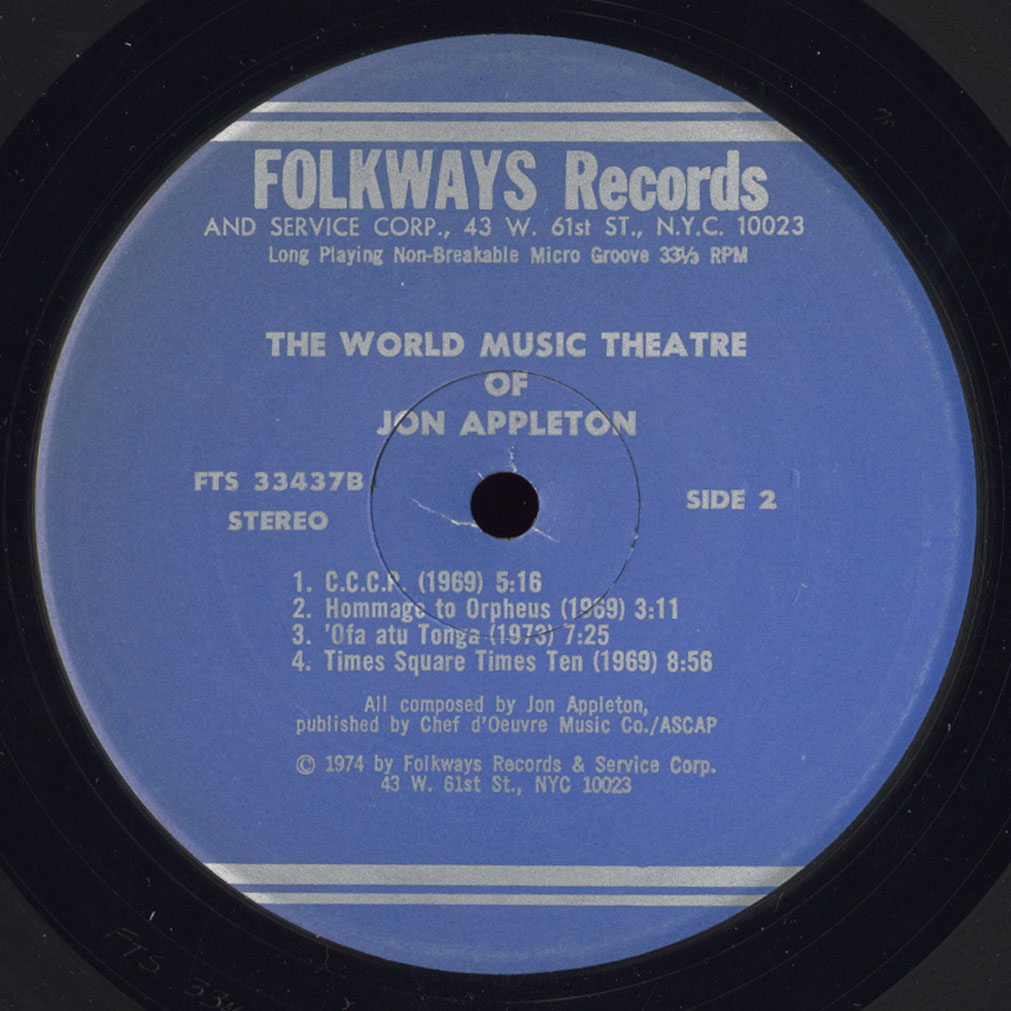 FOLKWAYS Records
AND SERVICE CORP., 43 W. 61st ST., N.Y.C. 10023
Long Playing Non-Breakable Micro Groove 33⅓ RPM
THE WORLD MUSIC THEATRE
OF
JON APPLETON
FTS 33437B
STEREO
SIDE 2
1. C.C.C.P. (1969) 5:16
2. Hommage to Orpheus (1969) 3:11
3. 'Ofa atu Tonga (1973) 7:25
4. Times Square Times Ten (1969) 8:56
All composed by Jon Appleton,
published by Chef d'Oeuvre Music Co./ASCAP
© 1974 by Folkways Records & Service Corp.
43 W. 61st St., NYC 10023
FTS